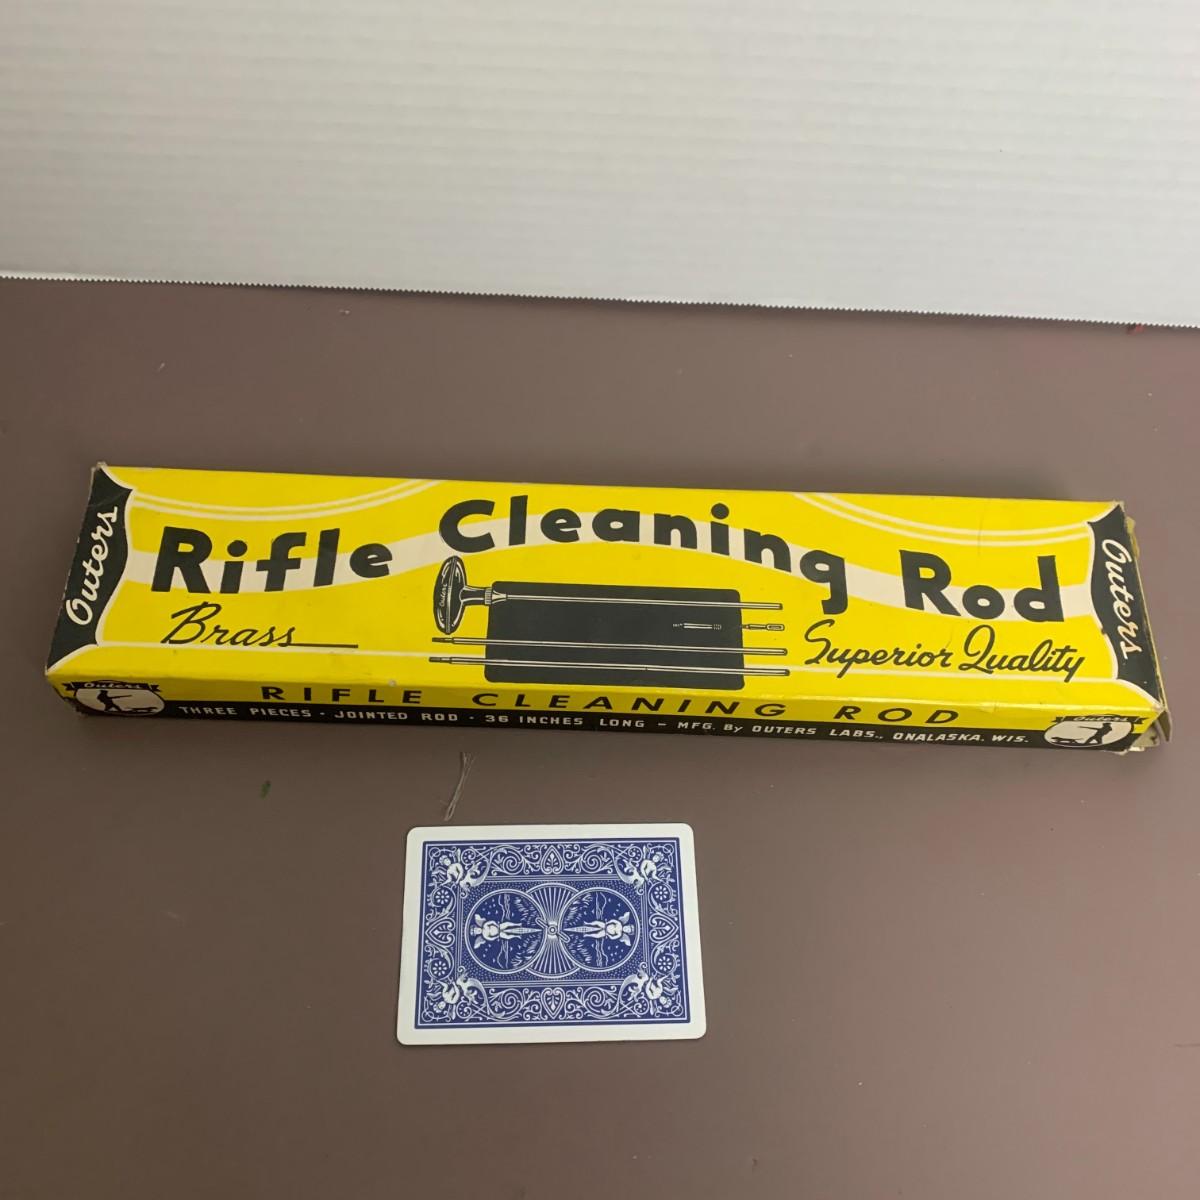 Outers
Rifle Cleaning Rod
Brass
Outers
Superior Quality
Outers
Outers
RIFLE CLEANING ROD
THREE PIECES · JOINTED ROD · 36 INCHES LONG - MFG. By OUTERS LABS., ONALASKA, WIS.
Outers